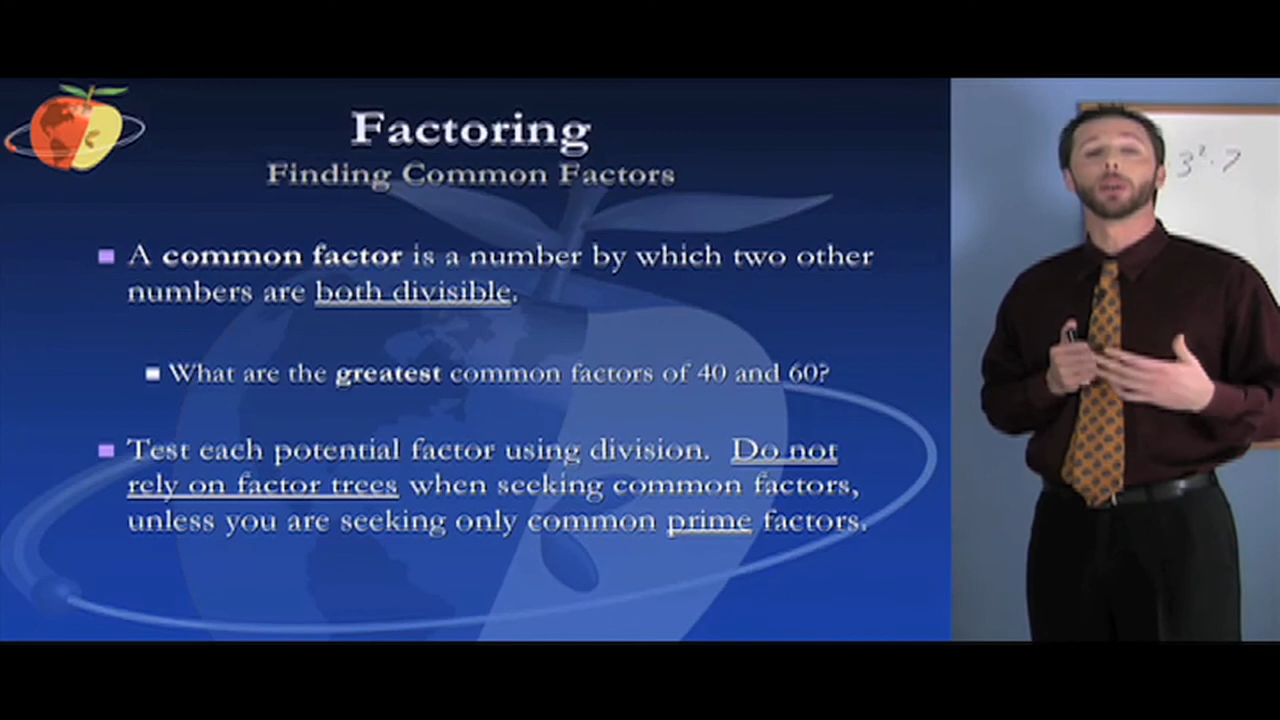 Factoring
Finding Common Factors
A common factor is a number by which two other
numbers are both divisible.
What are the greatest common factors of 40 and 60?
Test each potential factor using division. Do not
rely on factor trees when seeking common factors,
unless you are seeking only common prime factors.
3² · 7